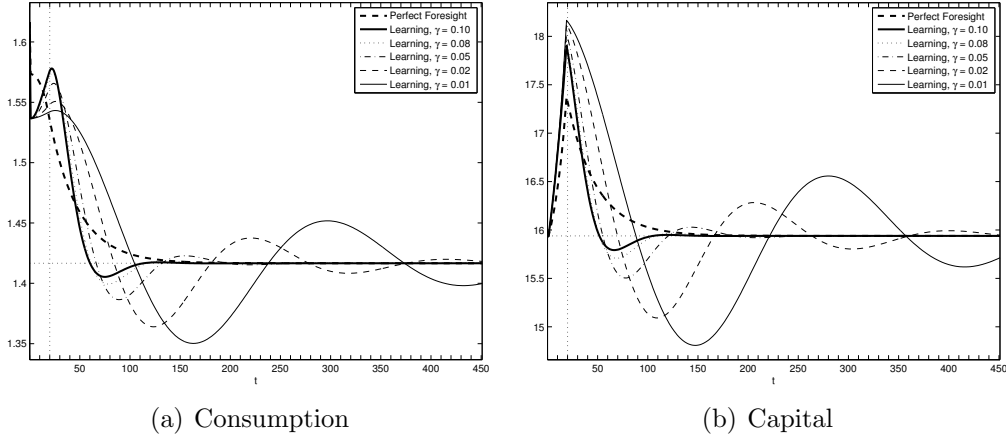 1.6
1.55
1.5
1.45
1.4
1.35
50 100 150 200 250 300 350 400 450
t
Perfect Foresight
Learning, γ = 0.10
Learning, γ = 0.08
Learning, γ = 0.05
Learning, γ = 0.02
Learning, γ = 0.01
(a) Consumption
18
17.5
17
16.5
16
15.5
15
50 100 150 200 250 300 350 400 450
t
Perfect Foresight
Learning, γ = 0.10
Learning, γ = 0.08
Learning, γ = 0.05
Learning, γ = 0.02
Learning, γ = 0.01
(b) Capital